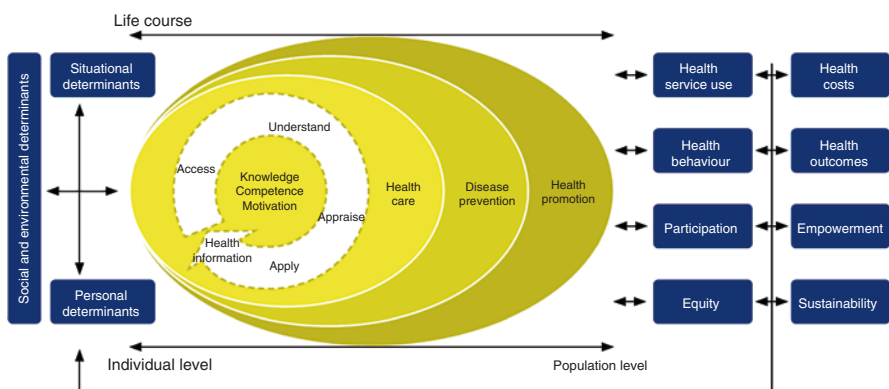 Life course
Social and environmental determinants
Situational
determinants
Personal
determinants
Understand
Access
Knowledge
Competence
Motivation
Appraise
Health
information
Apply
Health
care
Disease
prevention
Health
promotion
Individual level
Population level
Health
service use
Health
costs
Health
behaviour
Health
outcomes
Participation
Empowerment
Equity
Sustainability